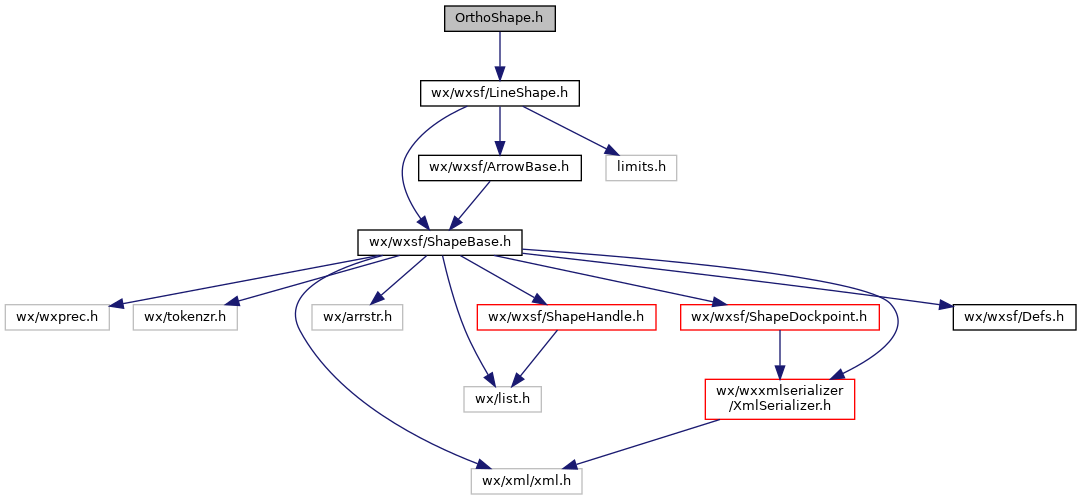 OrthoShape.h
wx/wxsf/LineShape.h
wx/wxsf/ArrowBase.h
limits.h
wx/wxsf/ShapeBase.h
wx/wxprec.h
wx/tokenzr.h
wx/arrstr.h
wx/wxsf/ShapeHandle.h
wx/wxsf/ShapeDockpoint.h
wx/wxsf/Defs.h
wx/list.h
wx/wxxmlserializer
/XmlSerializer.h
wx/xml/xml.h